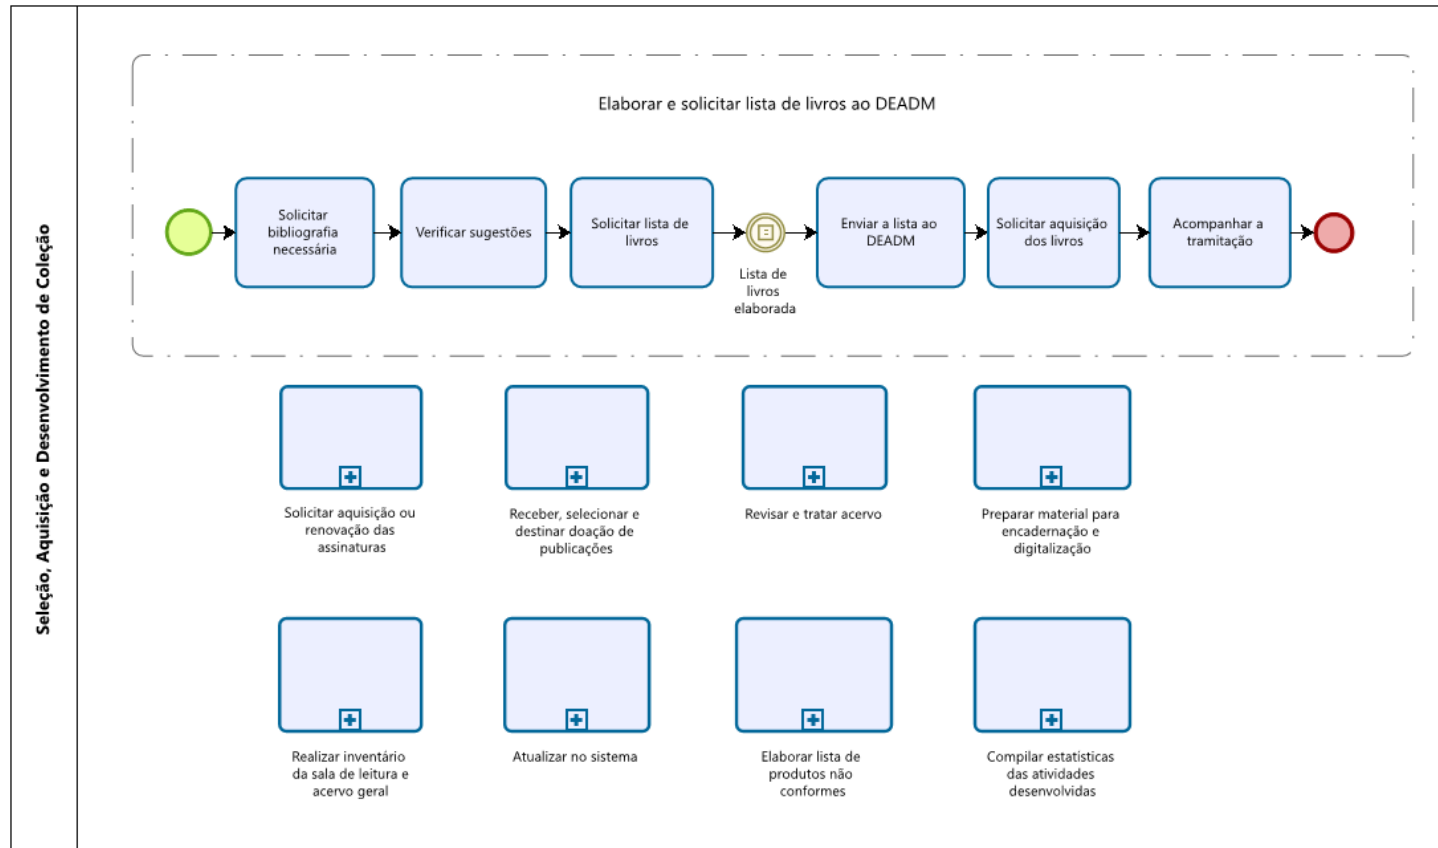 Seleção, Aquisição e Desenvolvimento de Coleção
Elaborar e solicitar lista de livros ao DEADM
Solicitar
bibliografia
necessária
Verificar sugestões
Solicitar lista de
livros
Lista de
livros
elaborada
Enviar a lista ao
DEADM
Solicitar aquisição
dos livros
Acompanhar a
tramitação
Solicitar aquisição ou
renovação das
assinaturas
Receber, selecionar e
destinar doação de
publicações
Revisar e tratar acervo
Preparar material para
encadernação e
digitalização
Realizar inventário
da sala de leitura e
acervo geral
Atualizar no sistema
Elaborar lista de
produtos não
conformes
Compilar estatísticas
das atividades
desenvolvidas